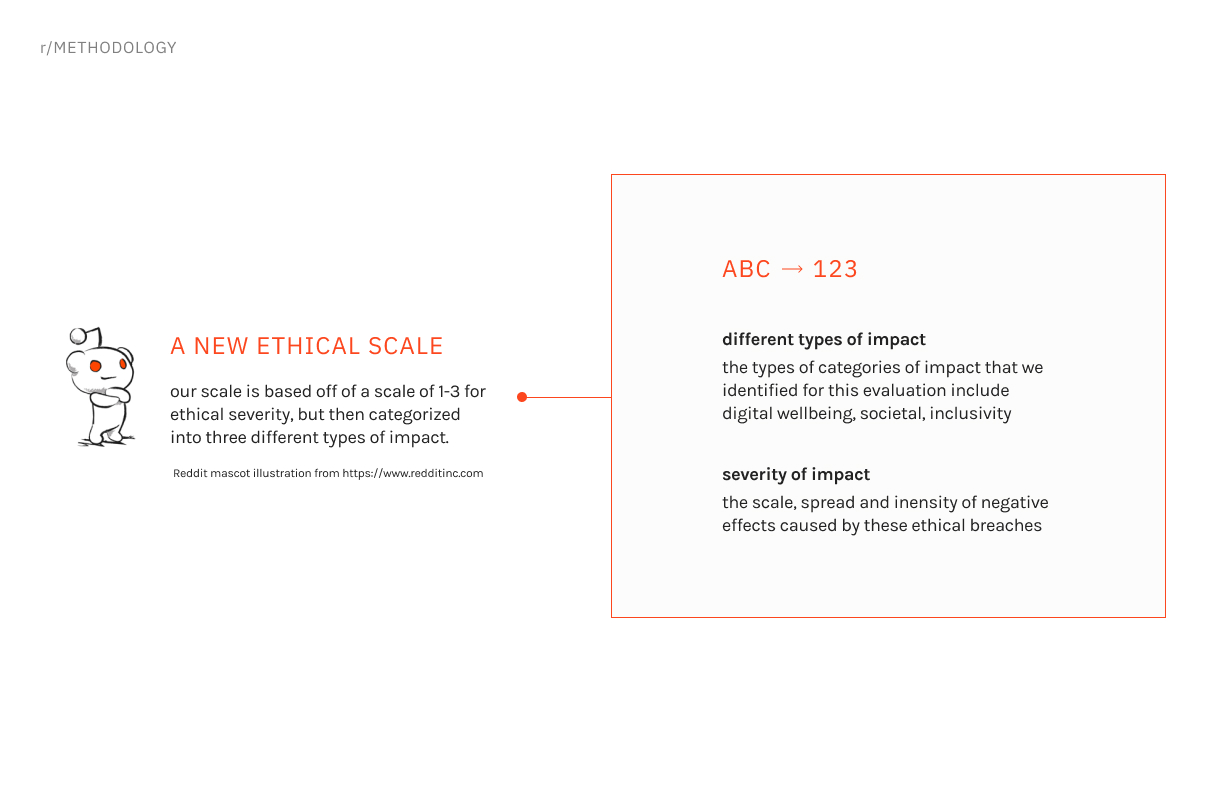 r/METHODOLOGY
A NEW ETHICAL SCALE
our scale is based off of a scale of 1-3 for
ethical severity, but then categorized
into three different types of impact.
Reddit mascot illustration from https://www.redditinc.com
ABC → 123
different types of impact
the types of categories of impact that we
identified for this evaluation include
digital wellbeing, societal, inclusivity
severity of impact
the scale, spread and inensity of negative
effects caused by these ethical breaches